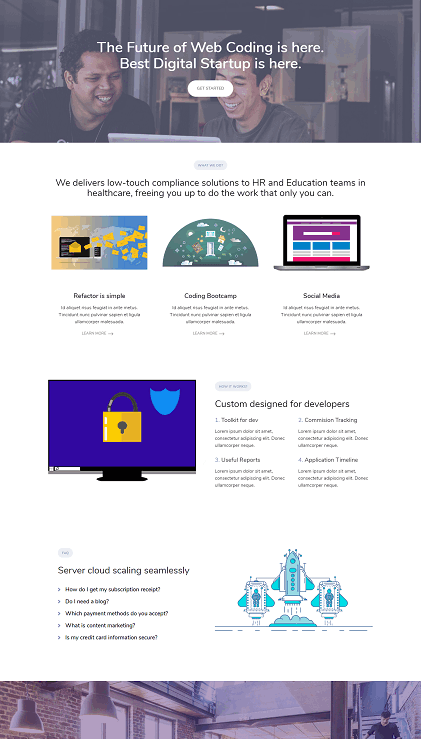 The Future of Web Coding is here.
Best Digital Startup is here.
GET STARTED
WHAT WE DO?
We delivers low-touch compliance solutions to HR and Education teams in
healthcare, freeing you up to do the work that only you can.
Refactor is simple
Id aliquet risus feugiat in ante metus.
Tincidunt nunc pulvinar sapien et ligula
ullamcorper malesuada.
LEARN MORE →
Coding Bootcamp
Id aliquet risus feugiat in ante metus.
Tincidunt nunc pulvinar sapien et ligula
ullamcorper malesuada.
LEARN MORE →
Social Media
Id aliquet risus feugiat in ante metus.
Tincidunt nunc pulvinar sapien et ligula
ullamcorper malesuada.
LEARN MORE →
Custom designed for developers
1. Toolkit for dev
Lorem ipsum dolor sit amet,
consectetur adipiscing elit. Donec
ullamcorper neque.
2. Commision Tracking
Lorem ipsum dolor sit amet,
consectetur adipiscing elit. Donec
ullamcorper neque.
3. Useful Reports
Lorem ipsum dolor sit amet,
consectetur adipiscing elit. Donec
ullamcorper neque.
4. Application Timeline
Lorem ipsum dolor sit amet,
consectetur adipiscing elit. Donec
ullamcorper neque.
FAQ
Server cloud scaling seamlessly
> How do I get my subscription receipt?
> Do I need a blog?
> Which payment methods do you accept?
> What is content marketing?
> Is my credit card information secure?